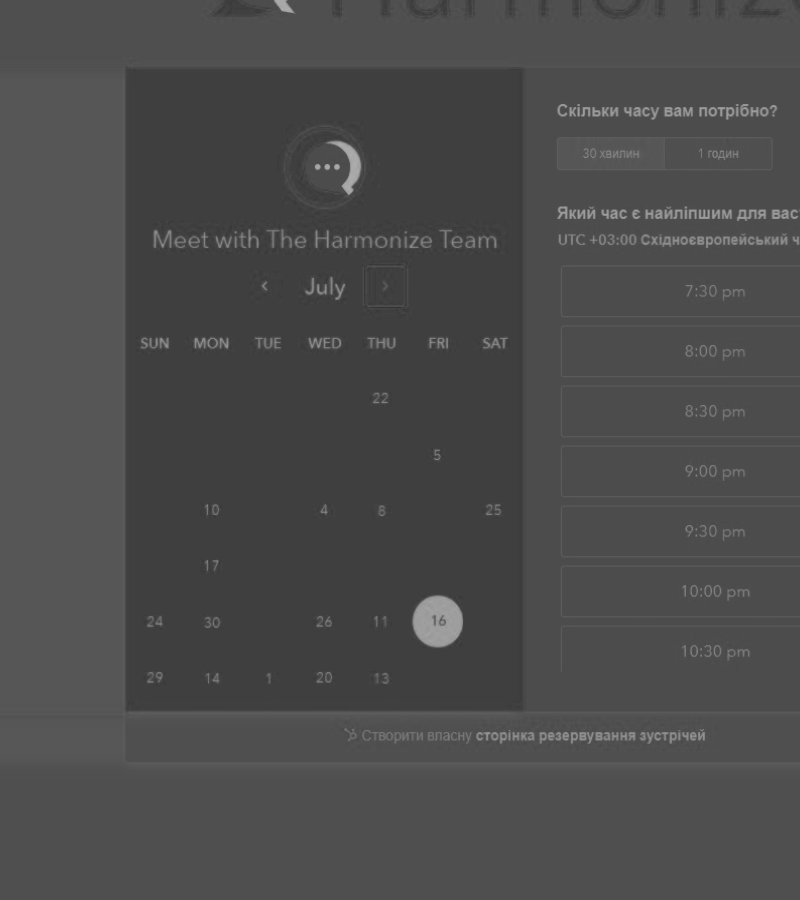 Harmonize
Meet with The Harmonize Team
July
SUN MON TUE WED THU FRI SAT
22
5
10 4 8 25
17
24 30 26 11 16
29 14 1 20 13
Скільки часу вам потрібно?
30 хвилин 1 годин
Який час є найліпшим для вас
UTC +03:00 Східноєвропейський ч
7:30 pm
8:00 pm
8:30 pm
9:00 pm
9:30 pm
10:00 pm
10:30 pm
Створити власну сторінка резервування зустрічей